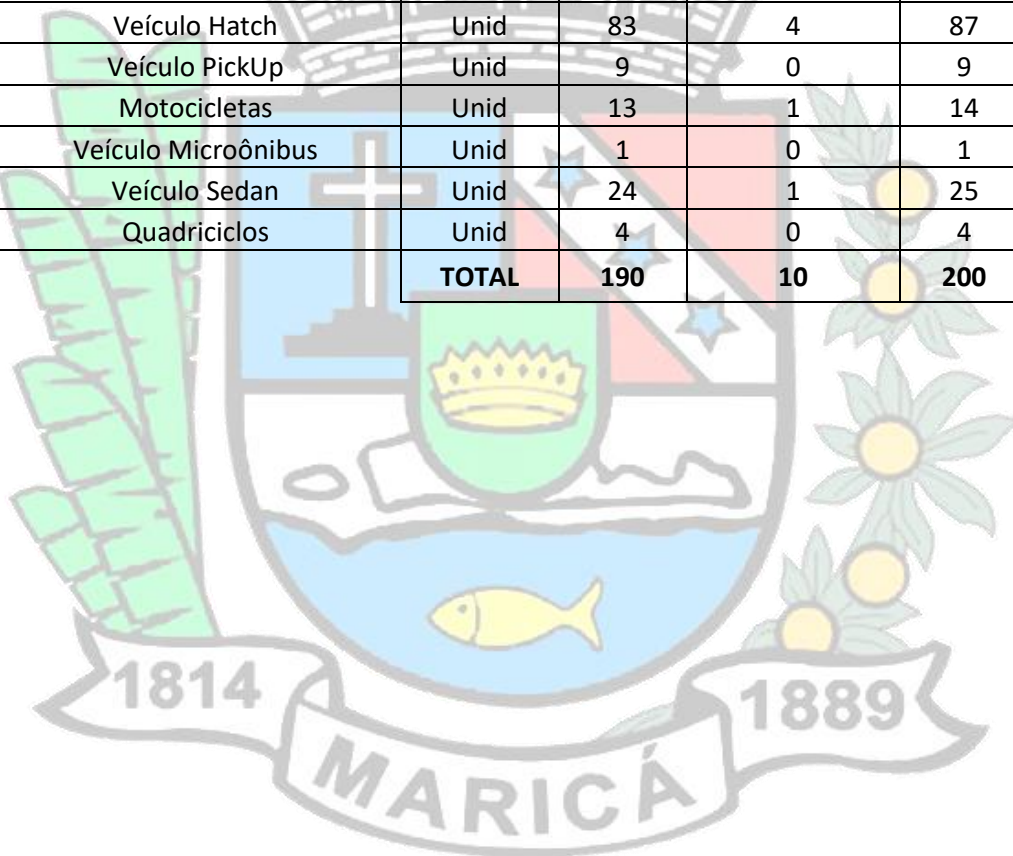 Veículo Hatch Unid 83 4 87
Veículo PickUp Unid 9 0 9
Motocicletas Unid 13 1 14
Veículo Microônibus Unid 1 0 1
Veículo Sedan Unid 24 1 25
Quadriciclos Unid 4 0 4
TOTAL 190 10 200
1814
1889
MARICÁ